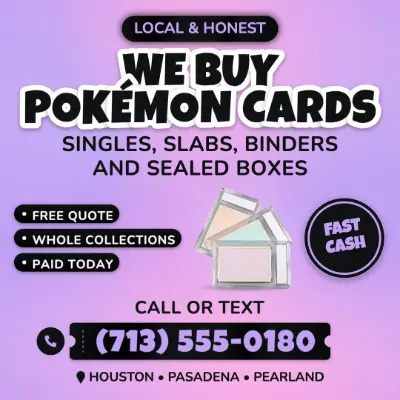 LOCAL & HONEST
WE BUY
POKÉMON CARDS
SINGLES, SLABS, BINDERS
AND SEALED BOXES
• FREE QUOTE
• WHOLE COLLECTIONS
• PAID TODAY
FAST
CASH
CALL OR TEXT
(713) 555-0180
HOUSTON • PASADENA • PEARLAND